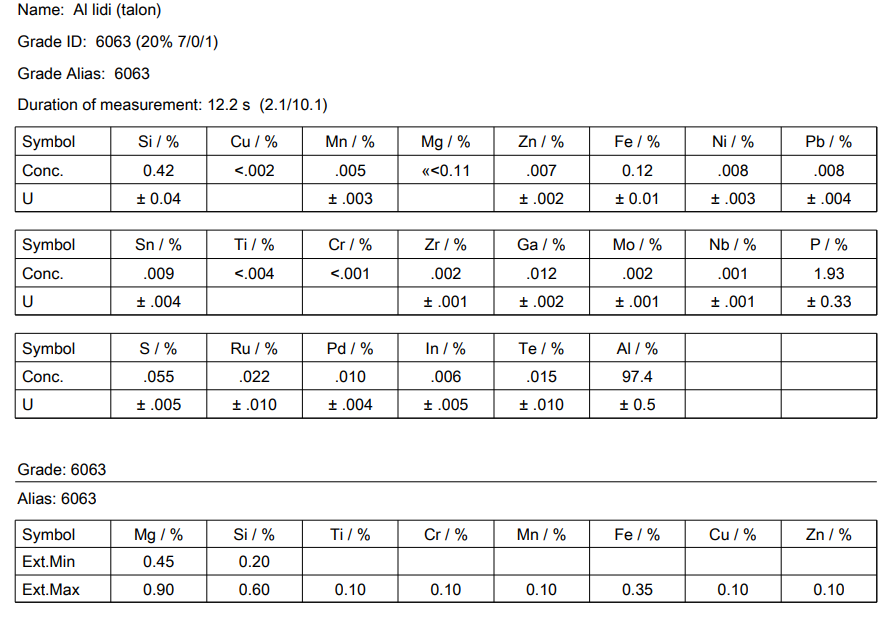 Name: Al lidi (talon)
Grade ID: 6063 (20% 7/0/1)
Grade Alias: 6063
Duration of measurement: 12.2 s (2.1/10.1)
Symbol Si / % Cu / % Mn / % Mg / % Zn / % Fe / % Ni / % Pb / %
Conc. 0.42 <.002 .005 «<0.11 .007 0.12 .008 .008
U ± 0.04 ± .003 ± .002 ± 0.01 ± .003 ± .004
Symbol Sn / % Ti / % Cr / % Zr / % Ga / % Mo / % Nb / % P / %
Conc. .009 <.004 <.001 .002 .012 .002 .001 1.93
U ± .004 ± .001 ± .002 ± .001 ± .001 ± 0.33
Symbol S / % Ru / % Pd / % In / % Te / % Al / %
Conc. .055 .022 .010 .006 .015 97.4
U ± .005 ± .010 ± .004 ± .005 ± .010 ± 0.5
Grade: 6063
Alias: 6063
Symbol Mg / % Si / % Ti / % Cr / % Mn / % Fe / % Cu / % Zn / %
Ext.Min 0.45 0.20
Ext.Max 0.90 0.60 0.10 0.10 0.10 0.35 0.10 0.10